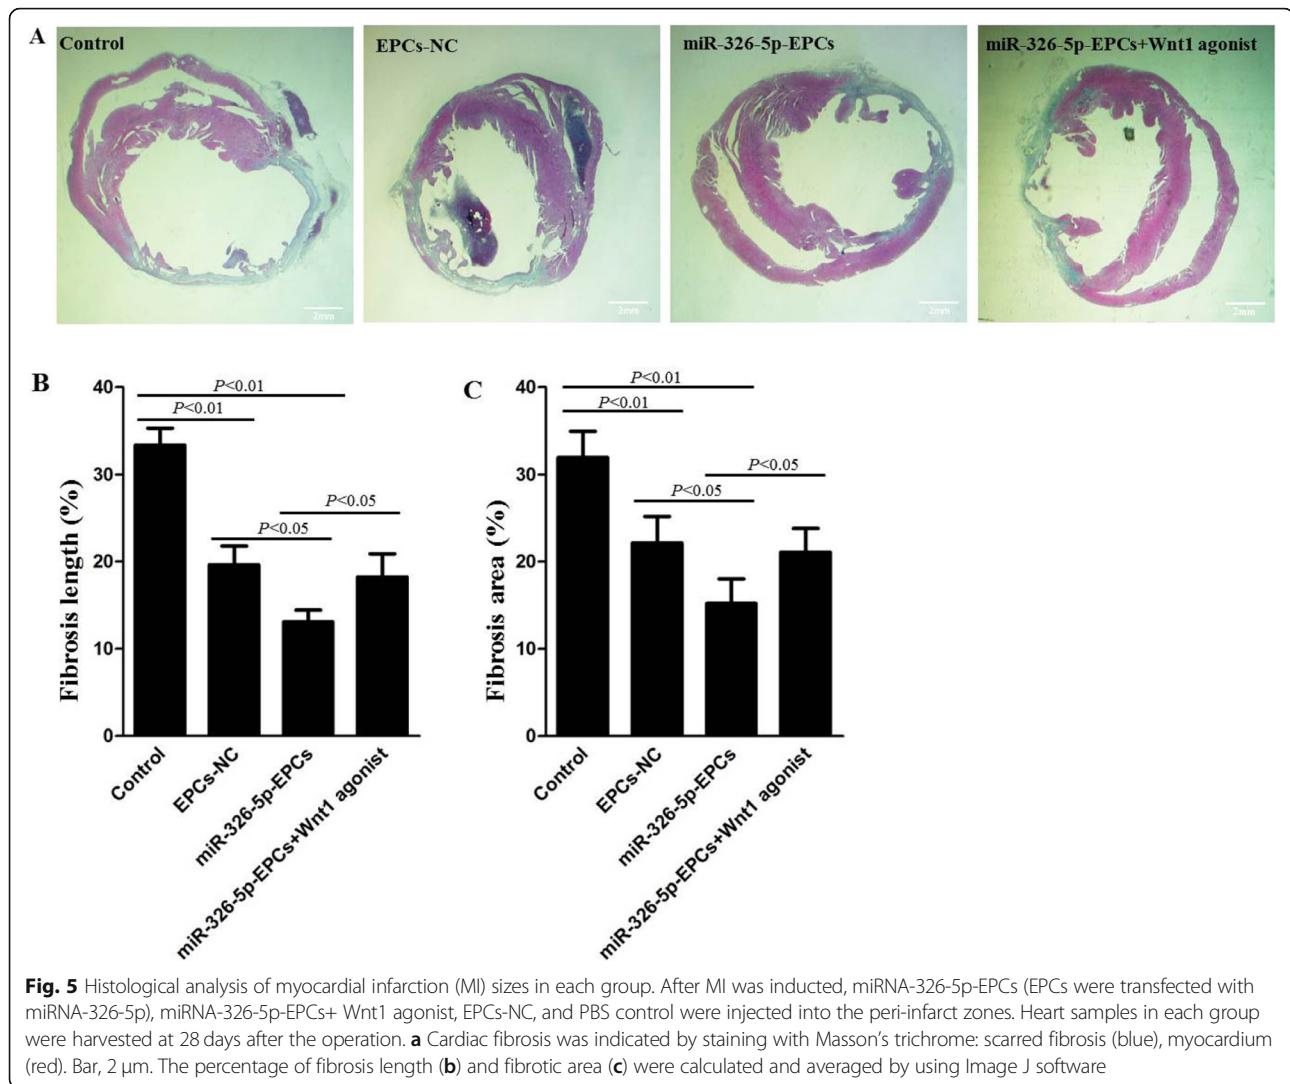 A
Control
EPCs-NC
miR-326-5p-EPCs
miR-326-5p-EPCs+Wnt1 agonist
2mm
2mm
2mm
2mm
B
Fibrosis length (%)
40
30
20
10
0
P<0.01
P<0.01
P<0.05
P<0.05
Control
EPCs-NC
miR-326-5p-EPCs
miR-326-5p-EPCs+Wnt1 agonist
C
Fibrosis area (%)
40
30
20
10
0
P<0.01
P<0.01
P<0.05
P<0.05
Control
EPCs-NC
miR-326-5p-EPCs
miR-326-5p-EPCs+Wnt1 agonist
Fig. 5 Histological analysis of myocardial infarction (MI) sizes in each group. After MI was inducted, miRNA-326-5p-EPCs (EPCs were transfected with
miRNA-326-5p), miRNA-326-5p-EPCs+ Wnt1 agonist, EPCs-NC, and PBS control were injected into the peri-infarct zones. Heart samples in each group
were harvested at 28 days after the operation. a Cardiac fibrosis was indicated by staining with Masson's trichrome: scarred fibrosis (blue), myocardium
(red). Bar, 2 μm. The percentage of fibrosis length (b) and fibrotic area (c) were calculated and averaged by using Image J software